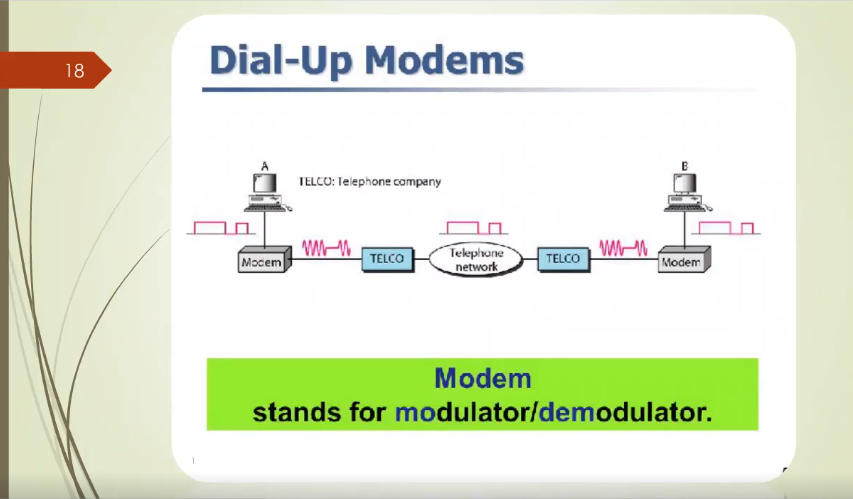 18
Dial-Up Modems
A
B
TELCO: Telephone company
Modem
TELCO
Telephone
network
TELCO
Modem
Modem
stands for modulator/demodulator.